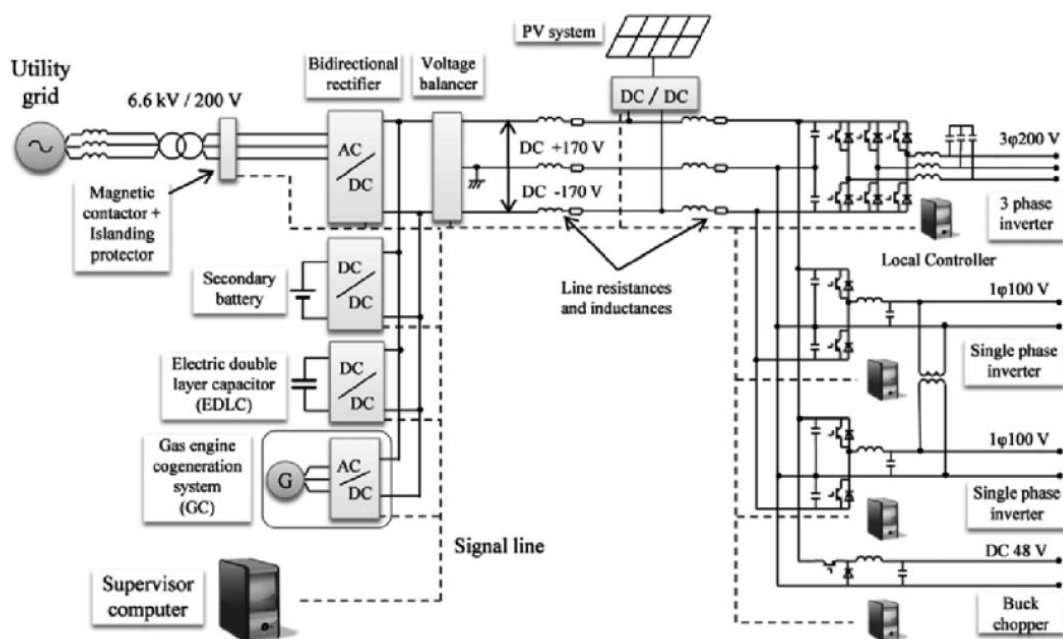 PV system
Bidirectional
rectifier
Voltage
balancer
Utility
grid
6.6 kV / 200 V
DC / DC
AC
DC
DC +170 V
DC -170 V
3φ200 V
3 phase
inverter
Magnetic
contactor +
Islanding
protector
Local Controller
Secondary
battery
DC
DC
Line resistances
and inductances
1φ100 V
Single phase
inverter
Electric double
layer capacitor
(EDLC)
DC
DC
Gas engine
cogeneration
system
(GC)
G
AC
DC
1φ100 V
Single phase
inverter
Signal line
DC 48 V
Buck
chopper
Supervisor
computer